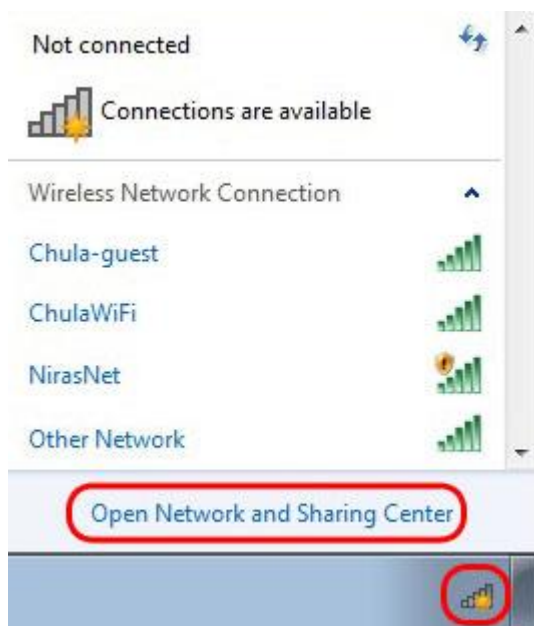 Not connected
Connections are available
Wireless Network Connection
Chula-guest
ChulaWiFi
NirasNet
Other Network
Open Network and Sharing Center